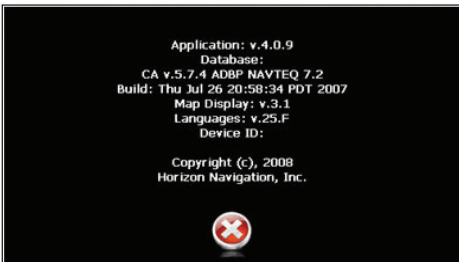 Application: v.4.0.9
Database:
CA v.5.7.4 ADBP NAVTEQ 7.2
Build: Thu Jul 26 20:58:34 PDT 2007
Map Display: v.3.1
Languages: v.25.F
Device ID:
Copyright (c), 2008
Horizon Navigation, Inc.